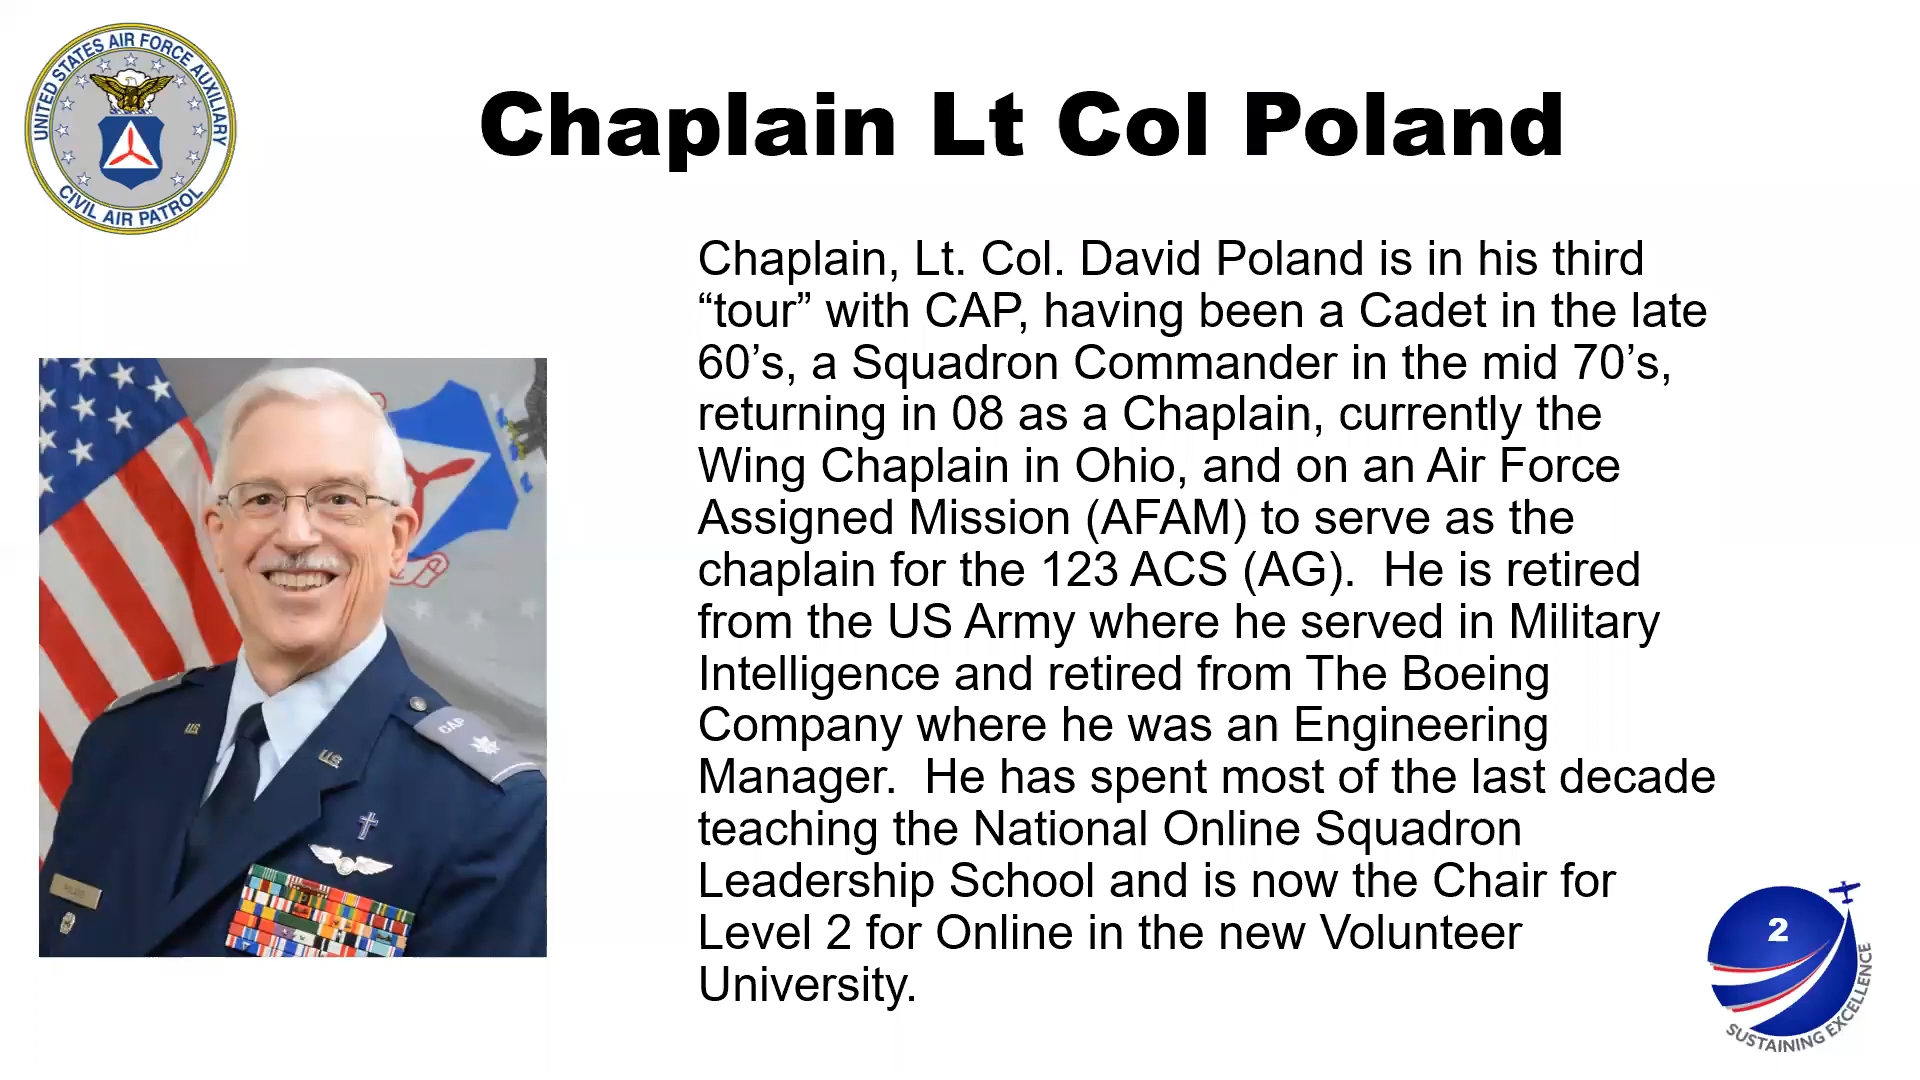 UNITED STATES AIR FORCE AUXILIARY
CIVIL AIR PATROL
Chaplain Lt Col Poland
Chaplain, Lt. Col. David Poland is in his third
“tour” with CAP, having been a Cadet in the late
60’s, a Squadron Commander in the mid 70’s,
returning in 08 as a Chaplain, currently the
Wing Chaplain in Ohio, and on an Air Force
Assigned Mission (AFAM) to serve as the
chaplain for the 123 ACS (AG).  He is retired
from the US Army where he served in Military
Intelligence and retired from The Boeing
Company where he was an Engineering
Manager.  He has spent most of the last decade
teaching the National Online Squadron
Leadership School and is now the Chair for
Level 2 for Online in the new Volunteer
University.
U.S.
U.S.
CAP
POLAND
2
SUSTAINING EXCELLENCE